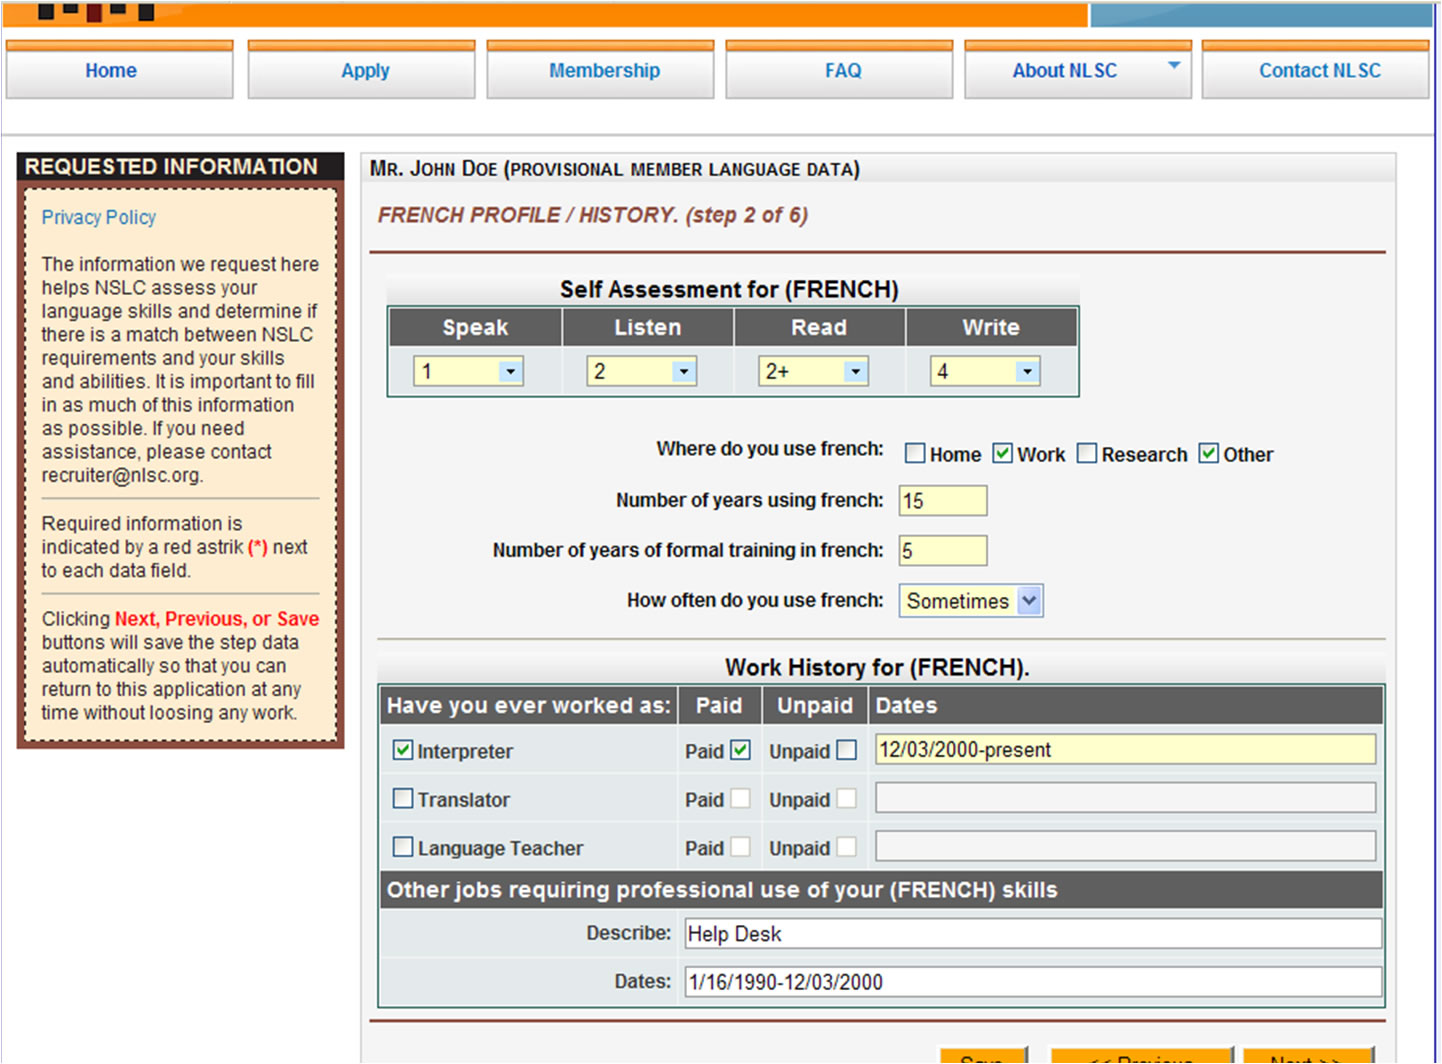 Home Apply Membership FAQ About NLSC Contact NLSC
REQUESTED INFORMATION
Privacy Policy
The information we request here
helps NSLC assess your
language skills and determine if
there is a match between NSLC
requirements and your skills
and abilities. It is important to fill
in as much of this information
as possible. If you need
assistance, please contact
recruiter@nlsc.org.
Required information is
indicated by a red astrik (*) next
to each data field.
Clicking Next, Previous, or Save
buttons will save the step data
automatically so that you can
return to this application at any
time without loosing any work.
MR. JOHN DOE (PROVISIONAL MEMBER LANGUAGE DATA)
FRENCH PROFILE / HISTORY. (step 2 of 6)
Self Assessment for (FRENCH)
Speak Listen Read Write
1 2 2+ 4
Where do you use french: Home Work Research Other
Number of years using french: 15
Number of years of formal training in french: 5
How often do you use french: Sometimes
Work History for (FRENCH).
Have you ever worked as: Paid Unpaid Dates
Interpreter Paid Unpaid 12/03/2000-present
Translator Paid Unpaid
Language Teacher Paid Unpaid
Other jobs requiring professional use of your (FRENCH) skills
Describe: Help Desk
Dates: 1/16/1990-12/03/2000
Save << Previous Next >>